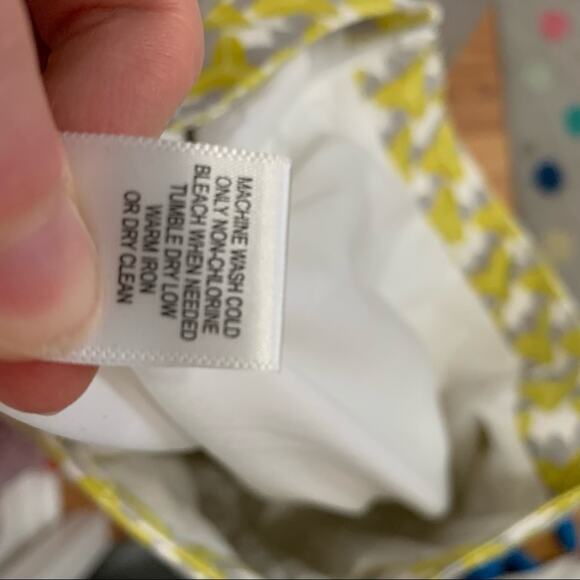 MACHINE WASH COLD
ONLY NON-CHLORINE
BLEACH WHEN NEEDED
TUMBLE DRY LOW
WARM IRON
OR DRY CLEAN